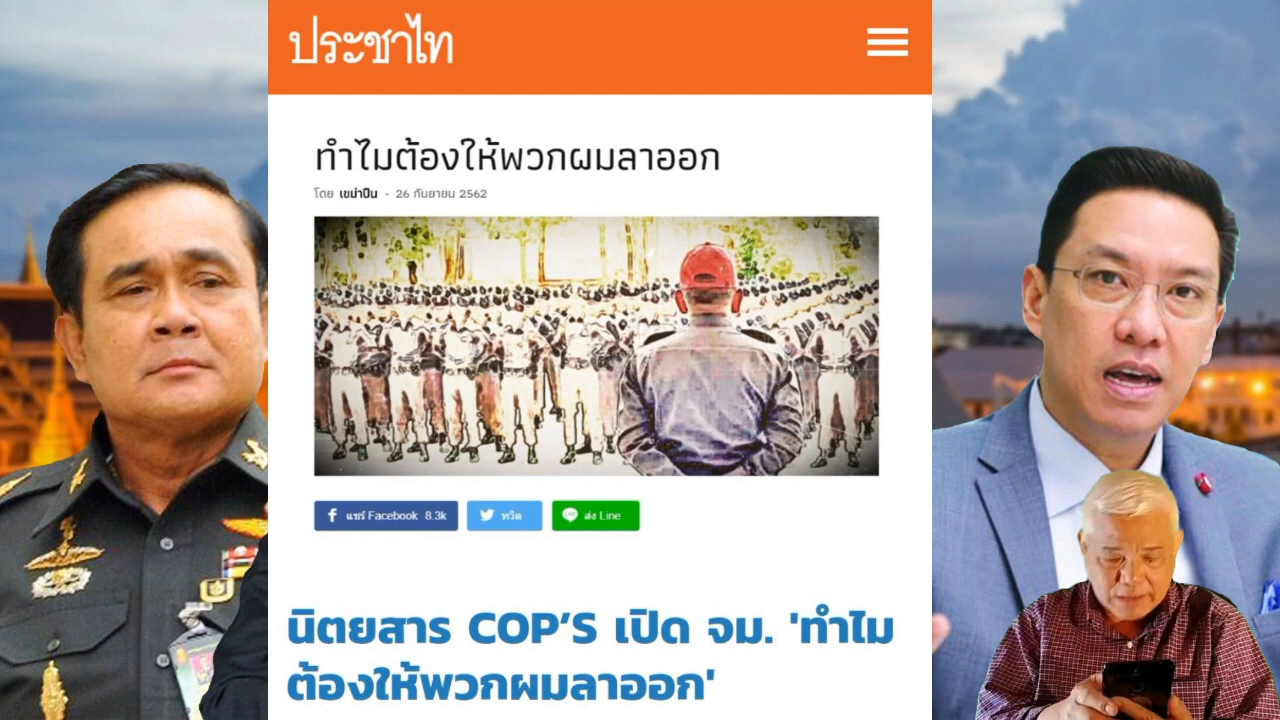 ประชาไท
ทำไมต้องให้พวกผมลาออก
โดย เขม่าปืน - 26 กันยายน 2562
แชร์ Facebook 8.3k
ทวีต
ส่ง Line
นิตยสาร COP’S เปิด จม. 'ทำไม
ต้องให้พวกผมลาออก'